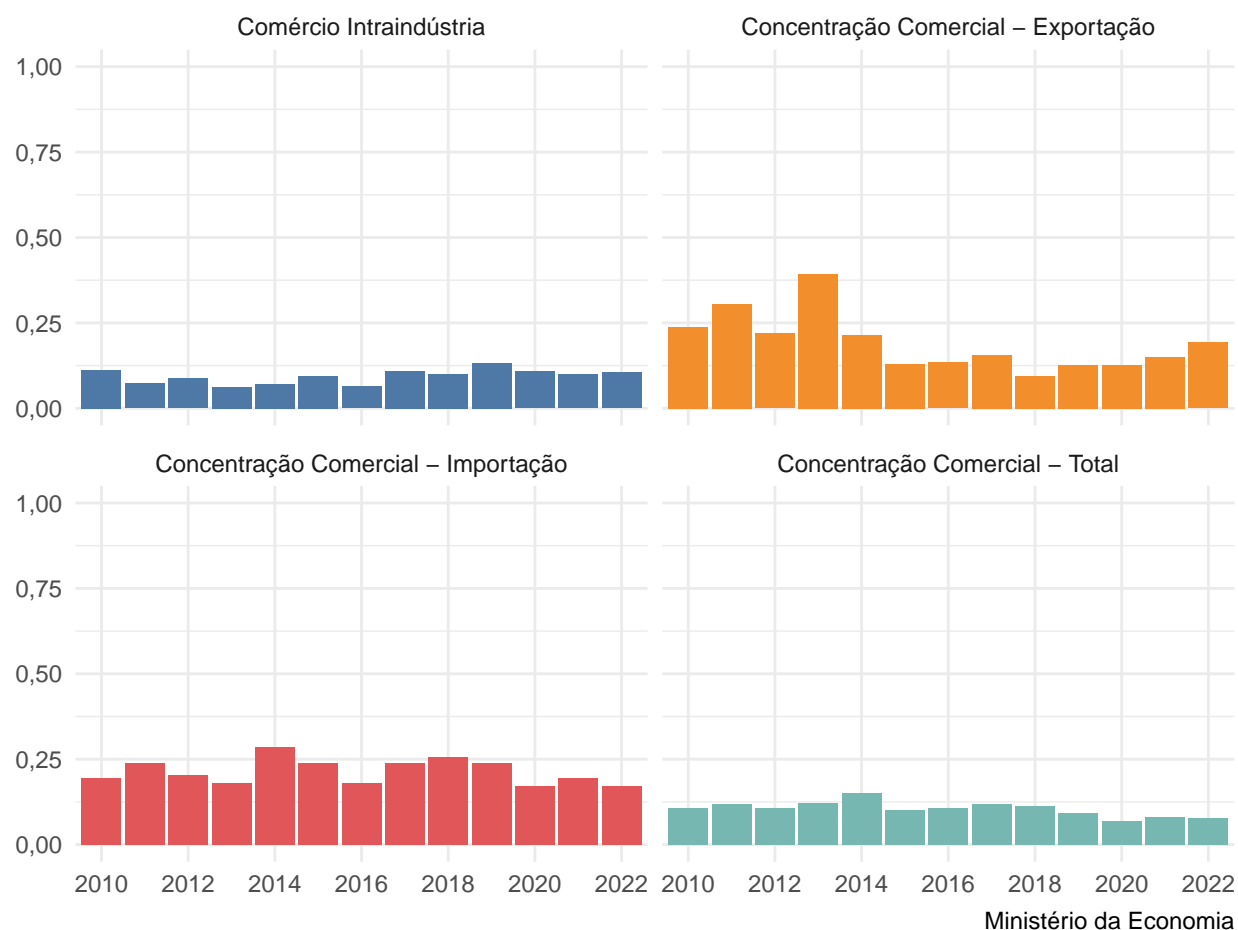 Comércio Intraindústria
Concentração Comercial – Exportação
1,00
0,75
0,50
0,25
0,00
Concentração Comercial – Importação
Concentração Comercial – Total
1,00
0,75
0,50
0,25
0,00
2010 2012 2014 2016 2018 2020 2022
2010 2012 2014 2016 2018 2020 2022
Ministério da Economia